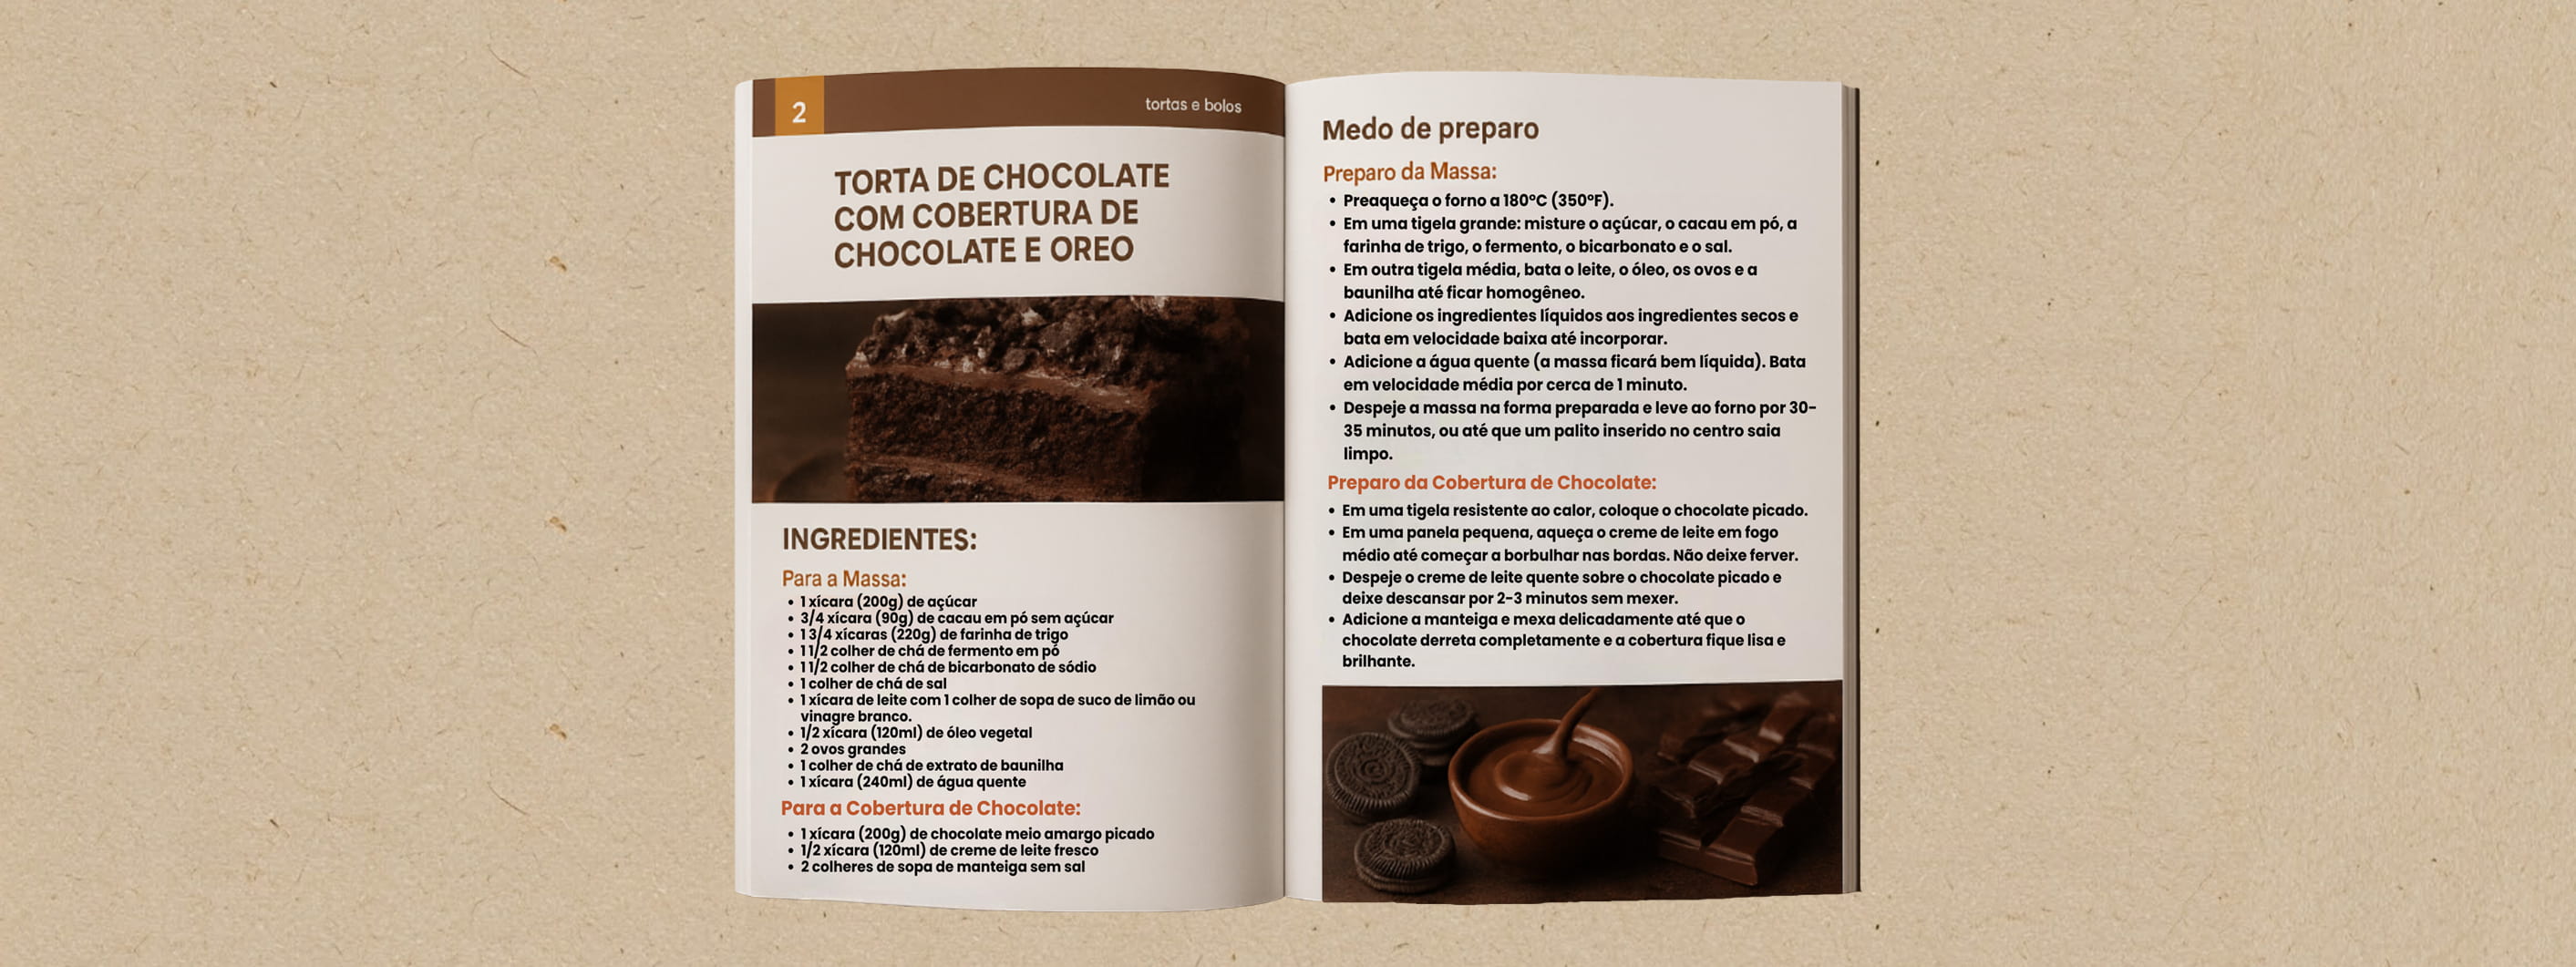 2
tortas e bolos
TORTA DE CHOCOLATE
COM COBERTURA DE
CHOCOLATE E OREO
INGREDIENTES:
Para a Massa:
• 1 xícara (200g) de açúcar
• 3/4 xícara (90g) de cacau em pó sem açúcar
• 1 3/4 xícaras (220g) de farinha de trigo
• 1 1/2 colher de chá de fermento em pó
• 1 1/2 colher de chá de bicarbonato de sódio
• 1 colher de chá de sal
• 1 xícara de leite com 1 colher de sopa de suco de limão ou
vinagre branco.
• 1/2 xícara (120ml) de óleo vegetal
• 2 ovos grandes
• 1 colher de chá de extrato de baunilha
• 1 xícara (240ml) de água quente
Para a Cobertura de Chocolate:
• 1 xícara (200g) de chocolate meio amargo picado
• 1/2 xícara (120ml) de creme de leite fresco
• 2 colheres de sopa de manteiga sem sal
Medo de preparo
Preparo da Massa:
• Preaqueça o forno a 180ºC (350ºF).
• Em uma tigela grande: misture o açúcar, o cacau em pó, a
farinha de trigo, o fermento, o bicarbonato e o sal.
• Em outra tigela média, bata o leite, o óleo, os ovos e a
baunilha até ficar homogêneo.
• Adicione os ingredientes líquidos aos ingredientes secos e
bata em velocidade baixa até incorporar.
• Adicione a água quente (a massa ficará bem líquida). Bata
em velocidade média por cerca de 1 minuto.
• Despeje a massa na forma preparada e leve ao forno por 30-
35 minutos, ou até que um palito inserido no centro saia
limpo.
Preparo da Cobertura de Chocolate:
• Em uma tigela resistente ao calor, coloque o chocolate picado.
• Em uma panela pequena, aqueça o creme de leite em fogo
médio até começar a borbulhar nas bordas. Não deixe ferver.
• Despeje o creme de leite quente sobre o chocolate picado e
deixe descansar por 2-3 minutos sem mexer.
• Adicione a manteiga e mexa delicadamente até que o
chocolate derreta completamente e a cobertura fique lisa e
brilhante.